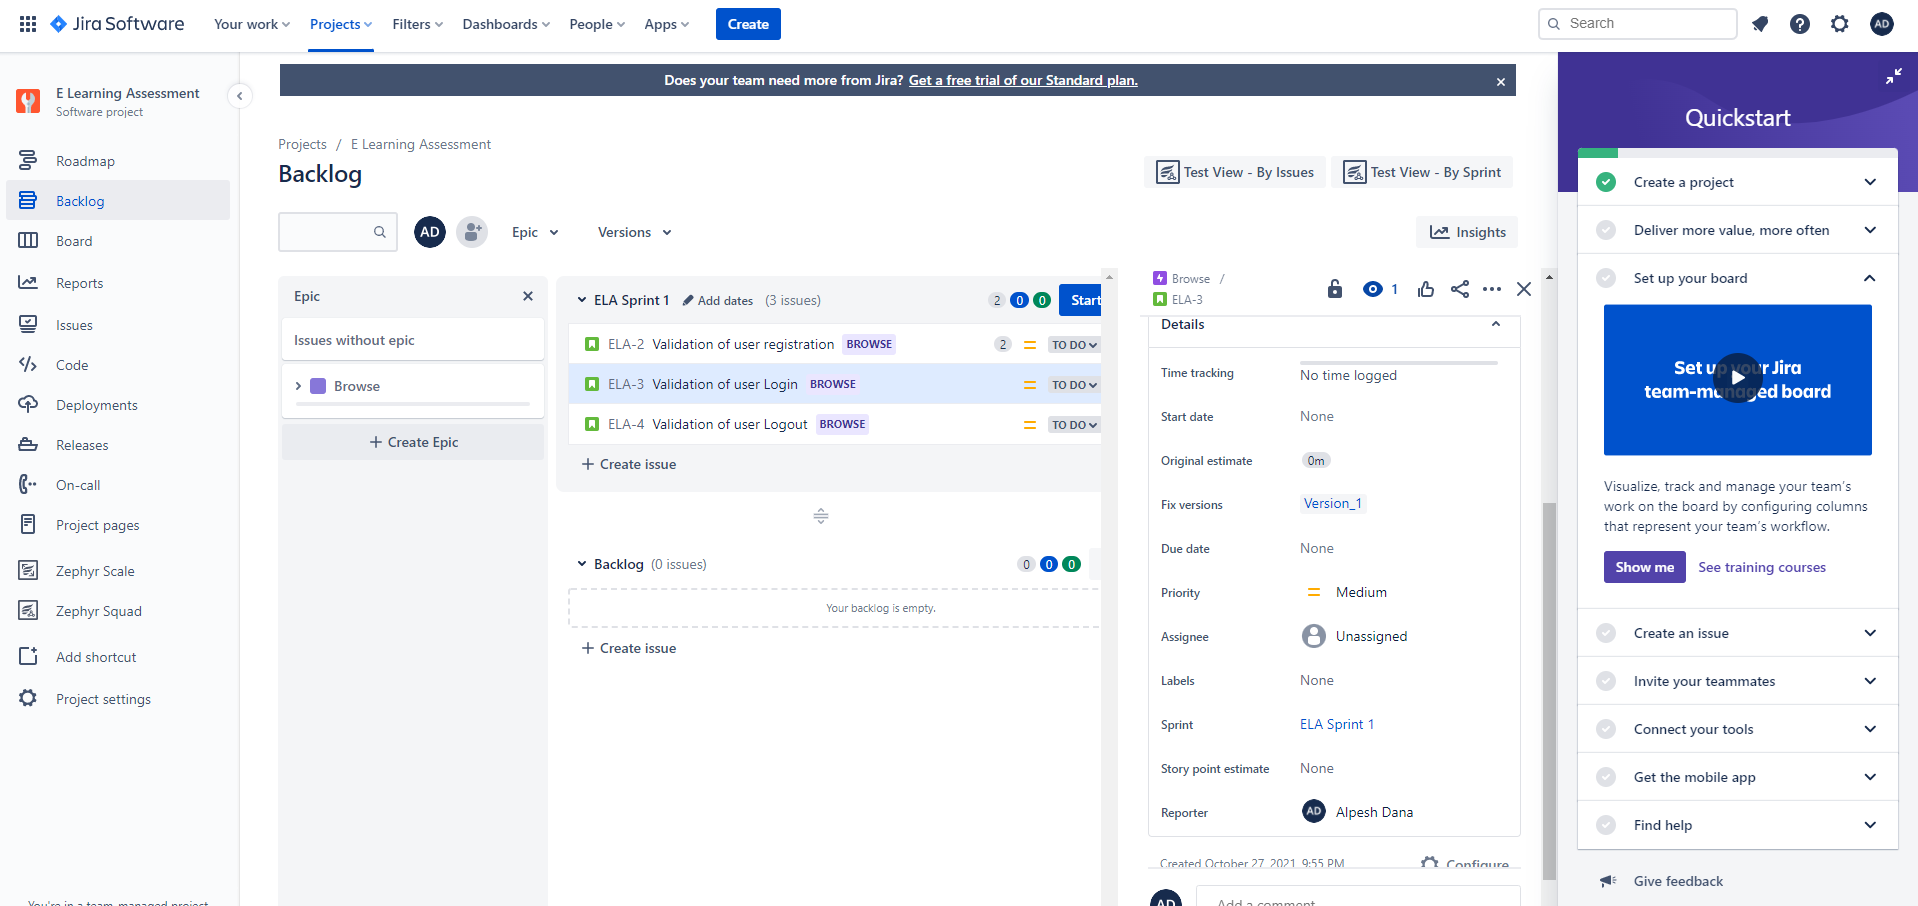 Jira Software
Your work
Projects
Filters
Dashboards
People
Apps
Create
Search
AD
E Learning Assessment
Software project
Roadmap
Backlog
Board
Reports
Issues
Code
Deployments
Releases
On-call
Project pages
Zephyr Scale
Zephyr Squad
Add shortcut
Project settings
You're in a team-managed project
Does your team need more from Jira? Get a free trial of our Standard plan.
Projects / E Learning Assessment
Backlog
Test View - By Issues
Test View - By Sprint
AD
Epic
Versions
Insights
Epic
Issues without epic
Browse
+ Create Epic
ELA Sprint 1 Add dates (3 issues)
2 0 0 Start
ELA-2 Validation of user registration BROWSE 2 TO DO
ELA-3 Validation of user Login BROWSE TO DO
ELA-4 Validation of user Logout BROWSE TO DO
+ Create issue
Backlog (0 issues)
0 0 0
Your backlog is empty.
+ Create issue
Browse /
ELA-3
1
Details
Time tracking
No time logged
Start date None
Original estimate 0m
Fix versions Version_1
Due date None
Priority Medium
Assignee Unassigned
Labels None
Sprint ELA Sprint 1
Story point estimate None
Reporter AD Alpesh Dana
Created October 27, 2021, 9:55 PM
Configure
AD
Add a comment
Quickstart
Create a project
Deliver more value, more often
Set up your board
Set up your Jira
team-managed board
Visualize, track and manage your team's
work on the board by configuring columns
that represent your team's workflow.
Show me
See training courses
Create an issue
Invite your teammates
Connect your tools
Get the mobile app
Find help
Give feedback